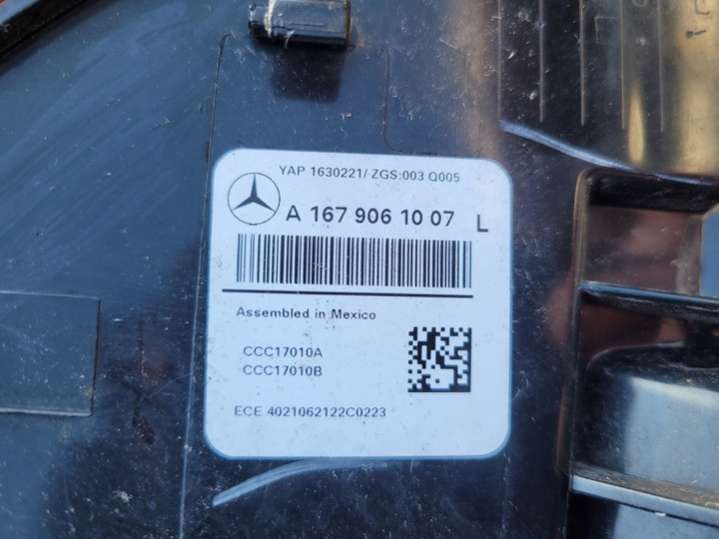 YAP 1630221/ ZGS:003 Q005
A 167 906 10 07 L
Assembled in Mexico
CCC17010A
CCC17010B
ECE 4021062122C0223